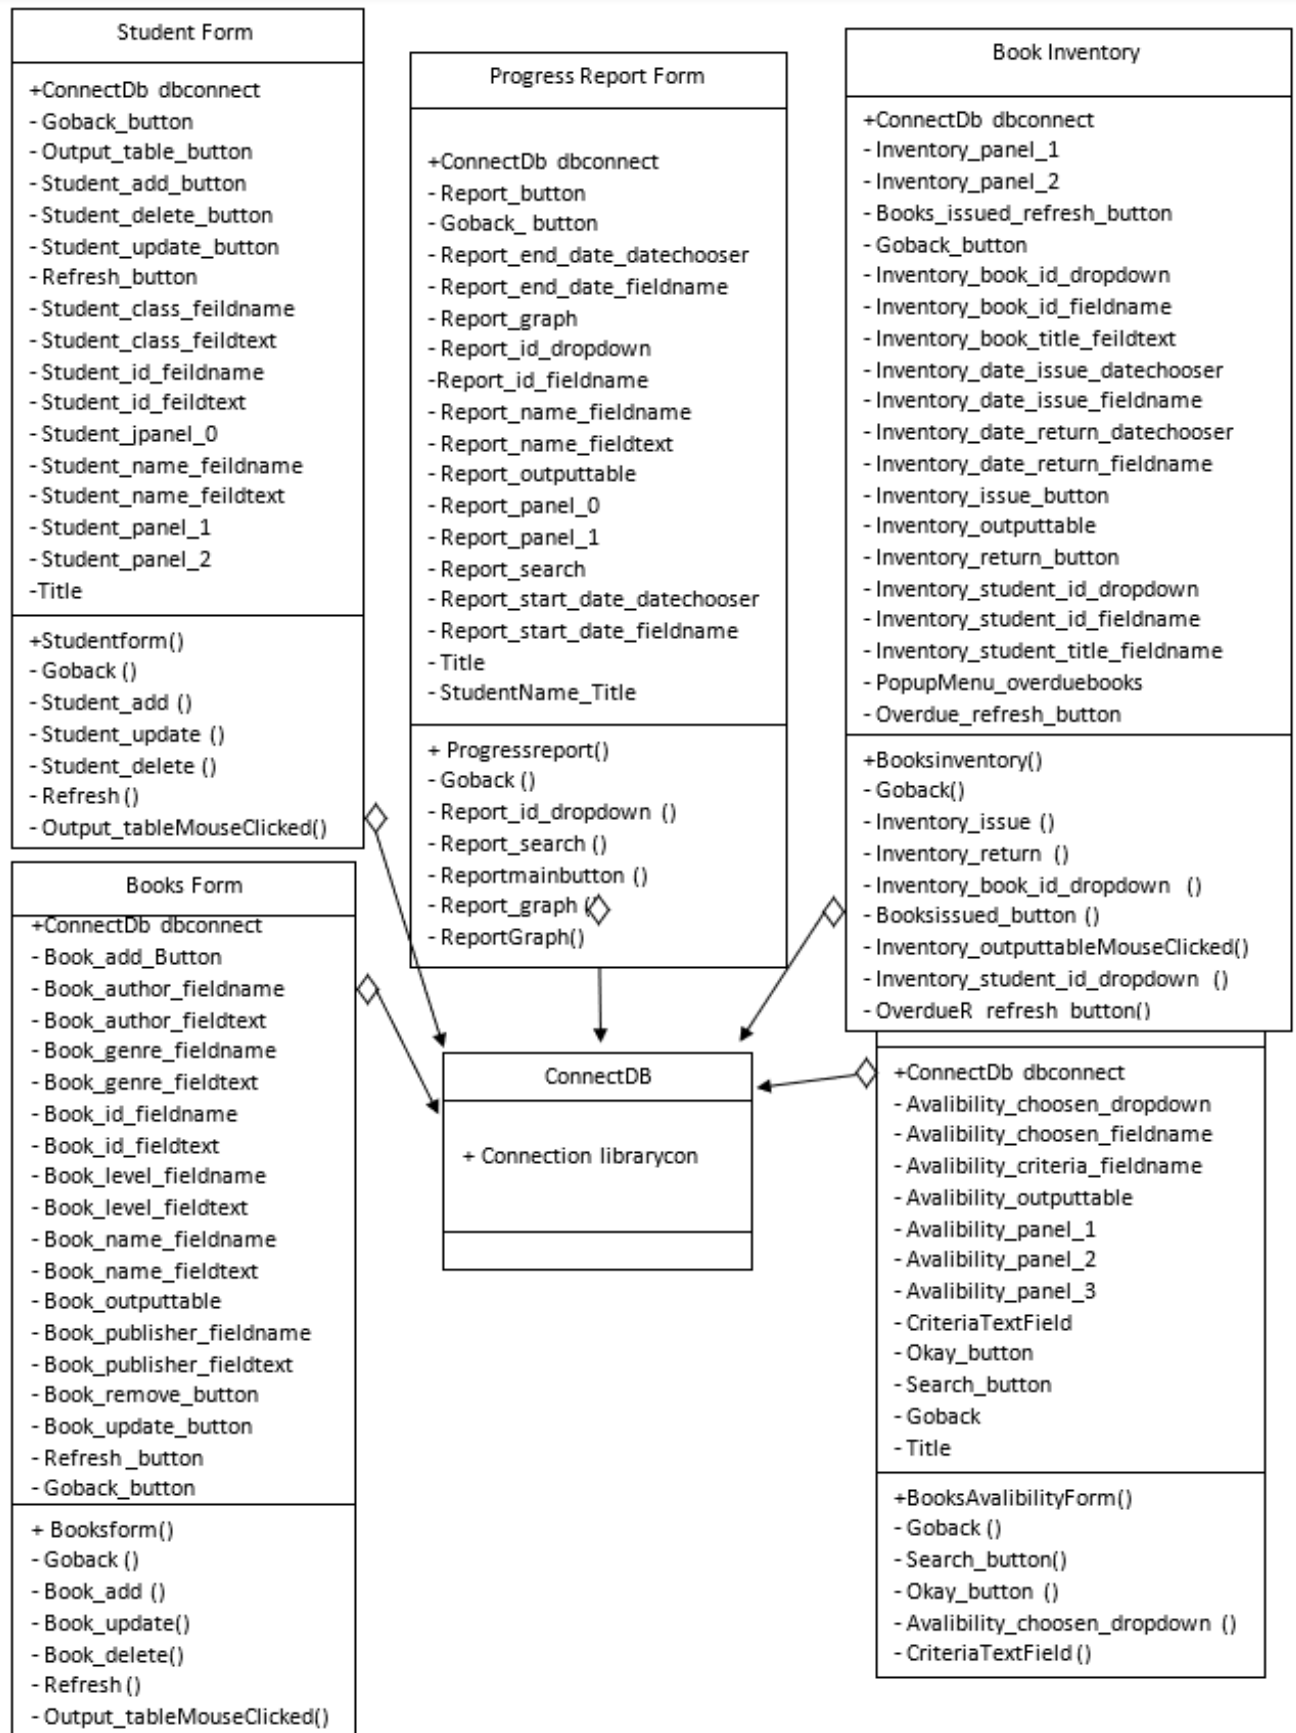 Student Form
+ConnectDb dbconnect
- Goback_button
- Output_table_button
- Student_add_button
- Student_delete_button
- Student_update_button
- Refresh_button
- Student_class_feildname
- Student_class_feildtext
- Student_id_feildname
- Student_id_feildtext
- Student_jpanel_0
- Student_name_feildname
- Student_name_feildtext
- Student_panel_1
- Student_panel_2
-Title
+Studentform()
- Goback ()
- Student_add ()
- Student_update ()
- Student_delete ()
- Refresh ()
- Output_tableMouseClicked()
Books Form
+ConnectDb dbconnect
- Book_add_Button
- Book_author_fieldname
- Book_author_fieldtext
- Book_genre_fieldname
- Book_genre_fieldtext
- Book_id_fieldname
- Book_id_fieldtext
- Book_level_fieldname
- Book_level_fieldtext
- Book_name_fieldname
- Book_name_fieldtext
- Book_outputtable
- Book_publisher_fieldname
- Book_publisher_fieldtext
- Book_remove_button
- Book_update_button
- Refresh _button
- Goback_button
+ Booksform()
- Goback ()
- Book_add ()
- Book_update()
- Book_delete()
- Refresh ()
- Output_tableMouseClicked()
Progress Report Form
+ConnectDb dbconnect
- Report_button
- Goback_ button
- Report_end_date_datechooser
- Report_end_date_fieldname
- Report_graph
- Report_id_dropdown
-Report_id_fieldname
- Report_name_fieldname
- Report_name_fieldtext
- Report_outputtable
- Report_panel_0
- Report_panel_1
- Report_search
- Report_start_date_datechooser
- Report_start_date_fieldname
- Title
- StudentName_Title
+ Progressreport()
- Goback ()
- Report_id_dropdown ()
- Report_search ()
- Reportmainbutton ()
- Report_graph (
- ReportGraph()
ConnectDB
+ Connection librarycon
Book Inventory
+ConnectDb dbconnect
- Inventory_panel_1
- Inventory_panel_2
- Books_issued_refresh_button
- Goback_button
- Inventory_book_id_dropdown
- Inventory_book_id_fieldname
- Inventory_book_title_feildtext
- Inventory_date_issue_datechooser
- Inventory_date_issue_fieldname
- Inventory_date_return_datechooser
- Inventory_date_return_fieldname
- Inventory_issue_button
- Inventory_outputtable
- Inventory_return_button
- Inventory_student_id_dropdown
- Inventory_student_id_fieldname
- Inventory_student_title_fieldname
- PopupMenu_overduebooks
- Overdue_refresh_button
+Booksinventory()
- Goback()
- Inventory_issue ()
- Inventory_return ()
- Inventory_book_id_dropdown ()
- Booksissued_button ()
- Inventory_outputtableMouseClicked()
- Inventory_student_id_dropdown ()
- OverdueR refresh button()
+ConnectDb dbconnect
- Avalibility_choosen_dropdown
- Avalibility_choosen_fieldname
- Avalibility_criteria_fieldname
- Avalibility_outputtable
- Avalibility_panel_1
- Avalibility_panel_2
- Avalibility_panel_3
- CriteriaTextField
- Okay_button
- Search_button
- Goback
- Title
+BooksAvalibilityForm()
- Goback ()
- Search_button()
- Okay_button ()
- Avalibility_choosen_dropdown ()
- CriteriaTextField ()